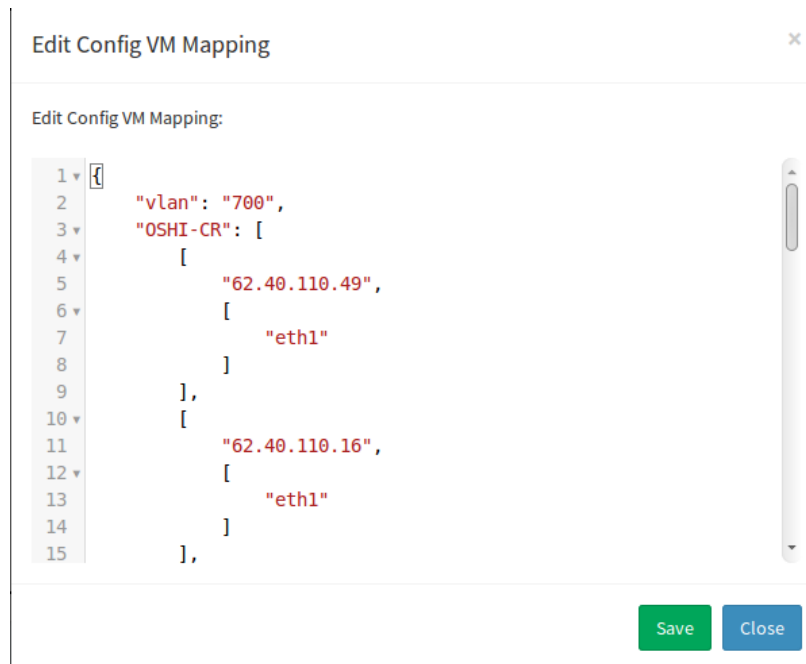 Edit Config VM Mapping
×
Edit Config VM Mapping:
1 {
2     "vlan": "700",
3     "OSHI-CR": [
4         [
5             "62.40.110.49",
6             [
7                 "eth1"
8             ]
9         ],
10         [
11             "62.40.110.16",
12             [
13                 "eth1"
14             ]
15         ],
Save Close